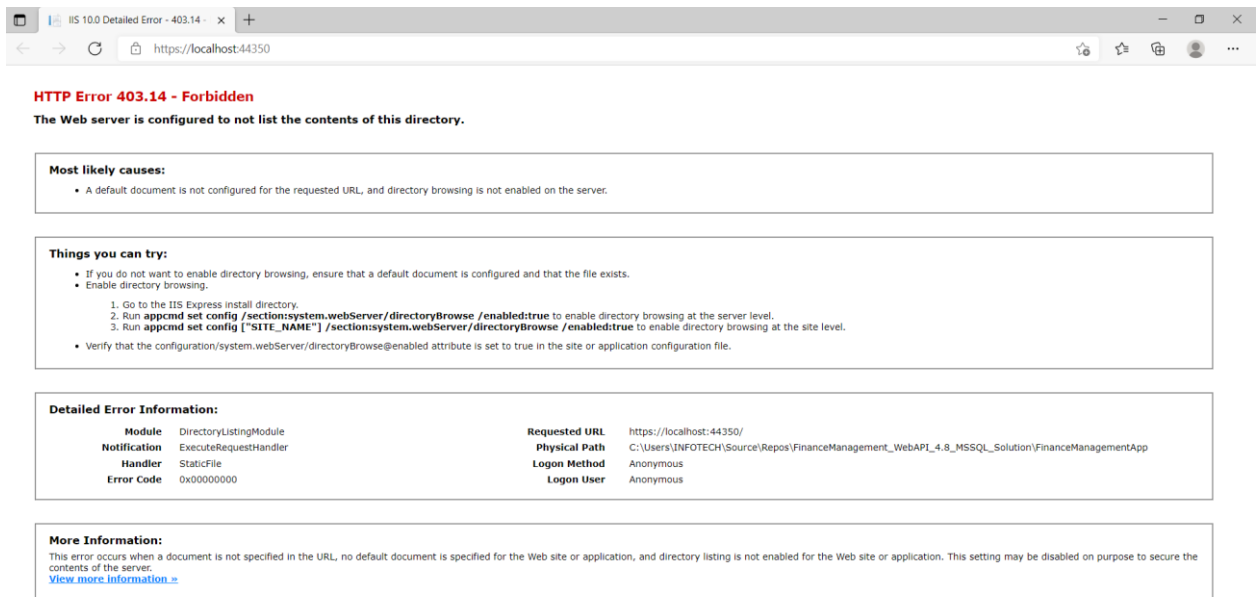 IIS 10.0 Detailed Error - 403.14 -
https://localhost:44350
HTTP Error 403.14 - Forbidden
The Web server is configured to not list the contents of this directory.
Most likely causes:
• A default document is not configured for the requested URL, and directory browsing is not enabled on the server.
Things you can try:
• If you do not want to enable directory browsing, ensure that a default document is configured and that the file exists.
• Enable directory browsing.
1. Go to the IIS Express install directory.
2. Run appcmd set config /section:system.webServer/directoryBrowse /enabled:true to enable directory browsing at the server level.
3. Run appcmd set config ["SITE_NAME"] /section:system.webServer/directoryBrowse /enabled:true to enable directory browsing at the site level.
• Verify that the configuration/system.webServer/directoryBrowse@enabled attribute is set to true in the site or application configuration file.
Detailed Error Information:
Module DirectoryListingModule
Notification ExecuteRequestHandler
Handler StaticFile
Error Code 0x00000000
Requested URL https://localhost:44350/
Physical Path C:\Users\INFOTECH\Source\Repos\FinanceManagement_WebAPI_4.8_MSSQL_Solution\FinanceManagementApp
Logon Method Anonymous
Logon User Anonymous
More Information:
This error occurs when a document is not specified in the URL, no default document is specified for the Web site or application, and directory listing is not enabled for the Web site or application. This setting may be disabled on purpose to secure the
contents of the server.
View more information »